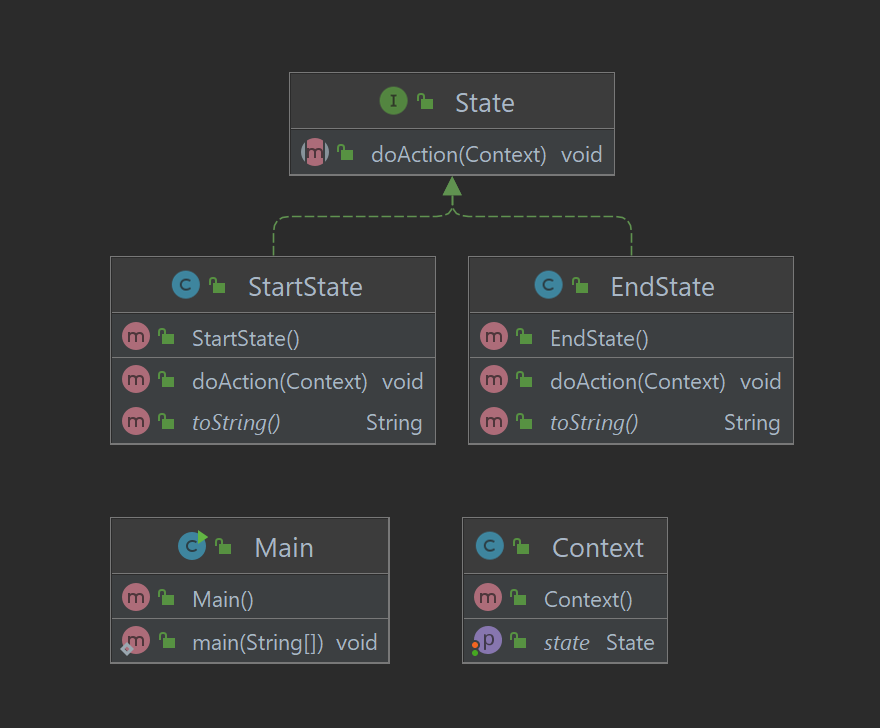 State
doAction(Context) void
StartState
StartState()
doAction(Context) void
toString() String
EndState
EndState()
doAction(Context) void
toString() String
Main
Main()
main(String[]) void
Context
Context()
state State